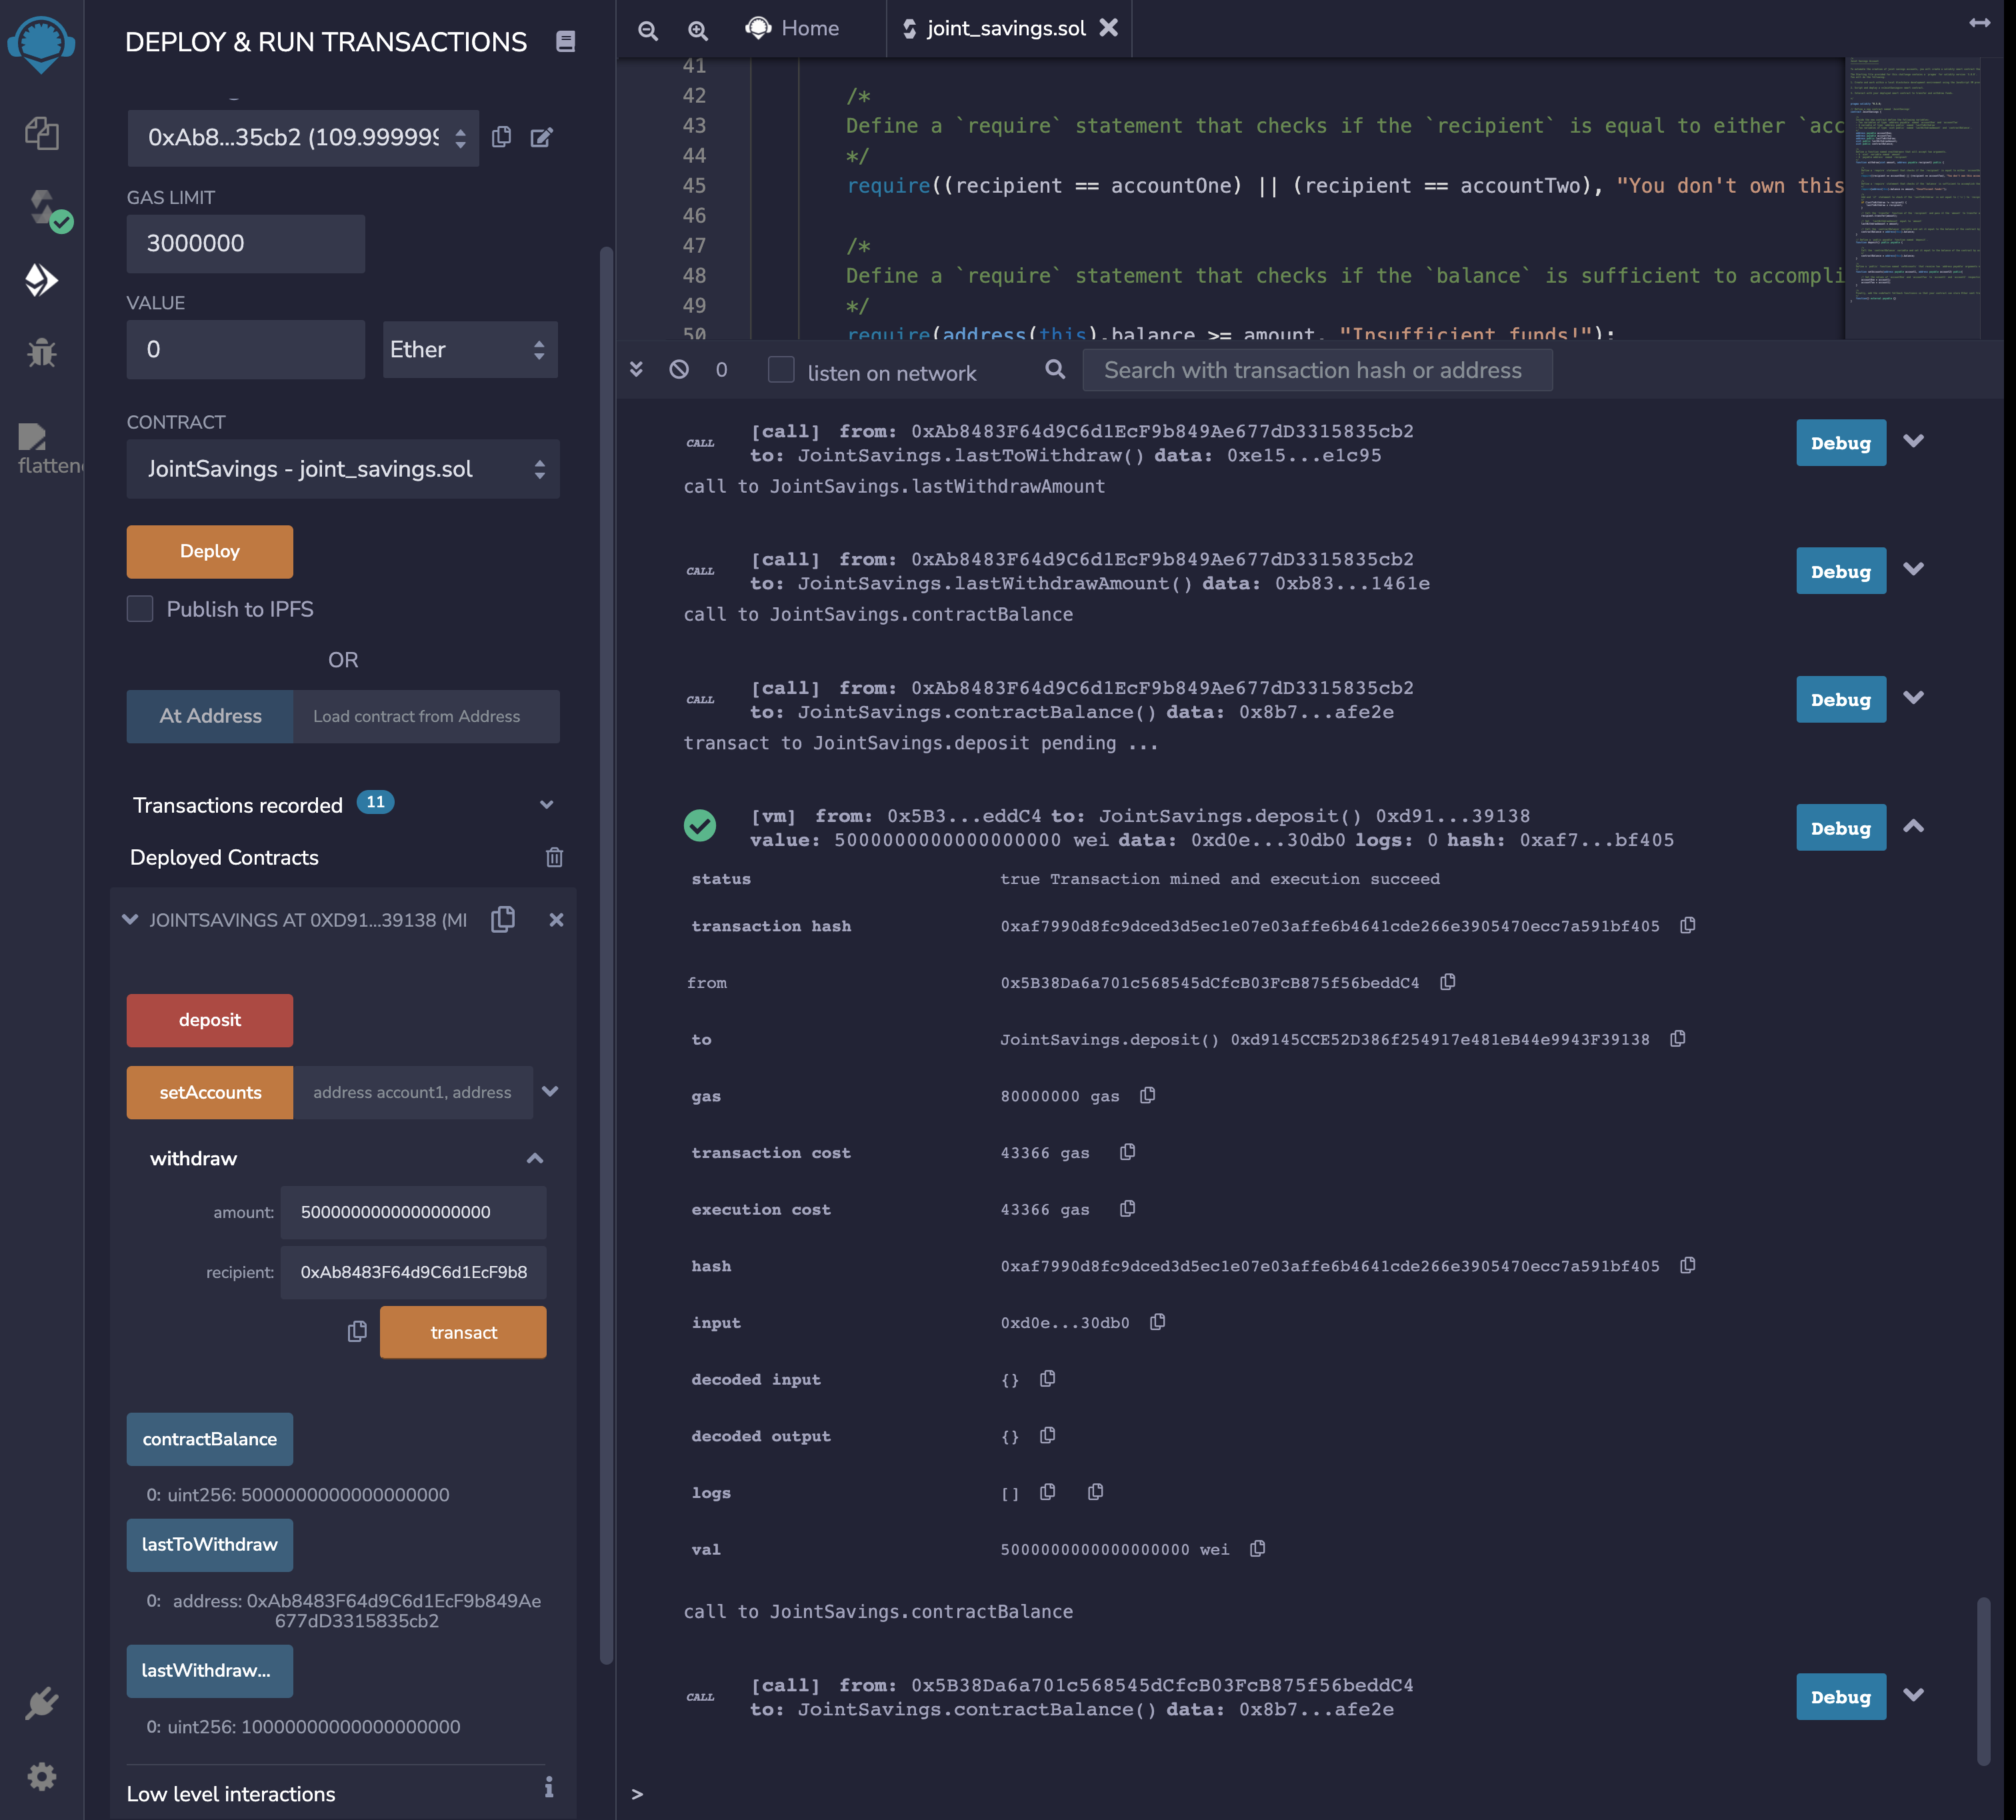 DEPLOY & RUN TRANSACTIONS
0xAb8...35cb2 (109.999999
GAS LIMIT
3000000
VALUE
0
Ether
CONTRACT
JointSavings - joint_savings.sol
Deploy
Publish to IPFS
OR
At Address
Load contract from Address
Transactions recorded 11
Deployed Contracts
JOINTSAVINGS AT 0XD91...39138 (MI
deposit
setAccounts
address account1, address
withdraw
amount:
5000000000000000000
recipient:
0xAb8483F64d9C6d1EcF9b8
transact
contractBalance
0: uint256: 5000000000000000000
lastToWithdraw
0: address: 0xAb8483F64d9C6d1EcF9b849Ae
677dD3315835cb2
lastWithdraw...
0: uint256: 10000000000000000000
Low level interactions
flattene
Home
joint_savings.sol
41
42 /*
43 Define a `require` statement that checks if the `recipient` is equal to either `acc
44 */
45 require((recipient == accountOne) || (recipient == accountTwo), "You don't own this
46
47 /*
48 Define a `require` statement that checks if the `balance` is sufficient to accompli
49 */
50 require(address(this).balance >= amount, "Insufficient funds!");
0
listen on network
Search with transaction hash or address
CALL
[call] from: 0xAb8483F64d9C6d1EcF9b849Ae677dD3315835cb2
to: JointSavings.lastToWithdraw() data: 0xe15...e1c95
Debug
call to JointSavings.lastWithdrawAmount
CALL
[call] from: 0xAb8483F64d9C6d1EcF9b849Ae677dD3315835cb2
to: JointSavings.lastWithdrawAmount() data: 0xb83...1461e
Debug
call to JointSavings.contractBalance
CALL
[call] from: 0xAb8483F64d9C6d1EcF9b849Ae677dD3315835cb2
to: JointSavings.contractBalance() data: 0x8b7...afe2e
Debug
transact to JointSavings.deposit pending ...
[vm] from: 0x5B3...eddC4 to: JointSavings.deposit() 0xd91...39138
value: 5000000000000000000 wei data: 0xd0e...30db0 logs: 0 hash: 0xaf7...bf405
Debug
status true Transaction mined and execution succeed
transaction hash 0xaf7990d8fc9dced3d5ec1e07e03affe6b4641cde266e3905470ecc7a591bf405
from 0x5B38Da6a701c568545dCfcB03FcB875f56beddC4
to JointSavings.deposit() 0xd9145CCE52D386f254917e481eB44e9943F39138
gas 80000000 gas
transaction cost 43366 gas
execution cost 43366 gas
hash 0xaf7990d8fc9dced3d5ec1e07e03affe6b4641cde266e3905470ecc7a591bf405
input 0xd0e...30db0
decoded input {}
decoded output {}
logs []
val 5000000000000000000 wei
call to JointSavings.contractBalance
CALL
[call] from: 0x5B38Da6a701c568545dCfcB03FcB875f56beddC4
to: JointSavings.contractBalance() data: 0x8b7...afe2e
Debug
>